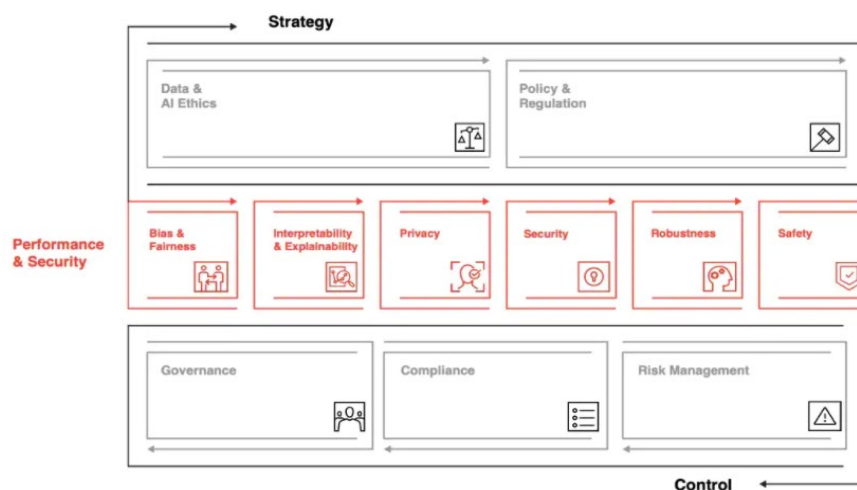 Strategy
Data &
AI Ethics
Policy &
Regulation
Performance
& Security
Bias &
Fairness
Interpretability
& Explainability
Privacy
Security
Robustness
Safety
Governance
Compliance
Risk Management
Control